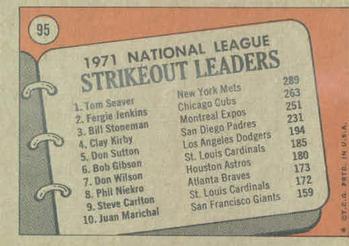 95
1971 NATIONAL LEAGUE
STRIKEOUT LEADERS
1. Tom Seaver New York Mets 289
2. Fergie Jenkins Chicago Cubs 263
3. Bill Stoneman Montreal Expos 251
4. Clay Kirby San Diego Padres 231
5. Don Sutton Los Angeles Dodgers 194
6. Bob Gibson St. Louis Cardinals 185
7. Don Wilson Houston Astros 180
8. Phil Niekro Atlanta Braves 173
9. Steve Carlton St. Louis Cardinals 172
10. Juan Marichal San Francisco Giants 159
© T.C.G. PRTD. IN U.S.A.